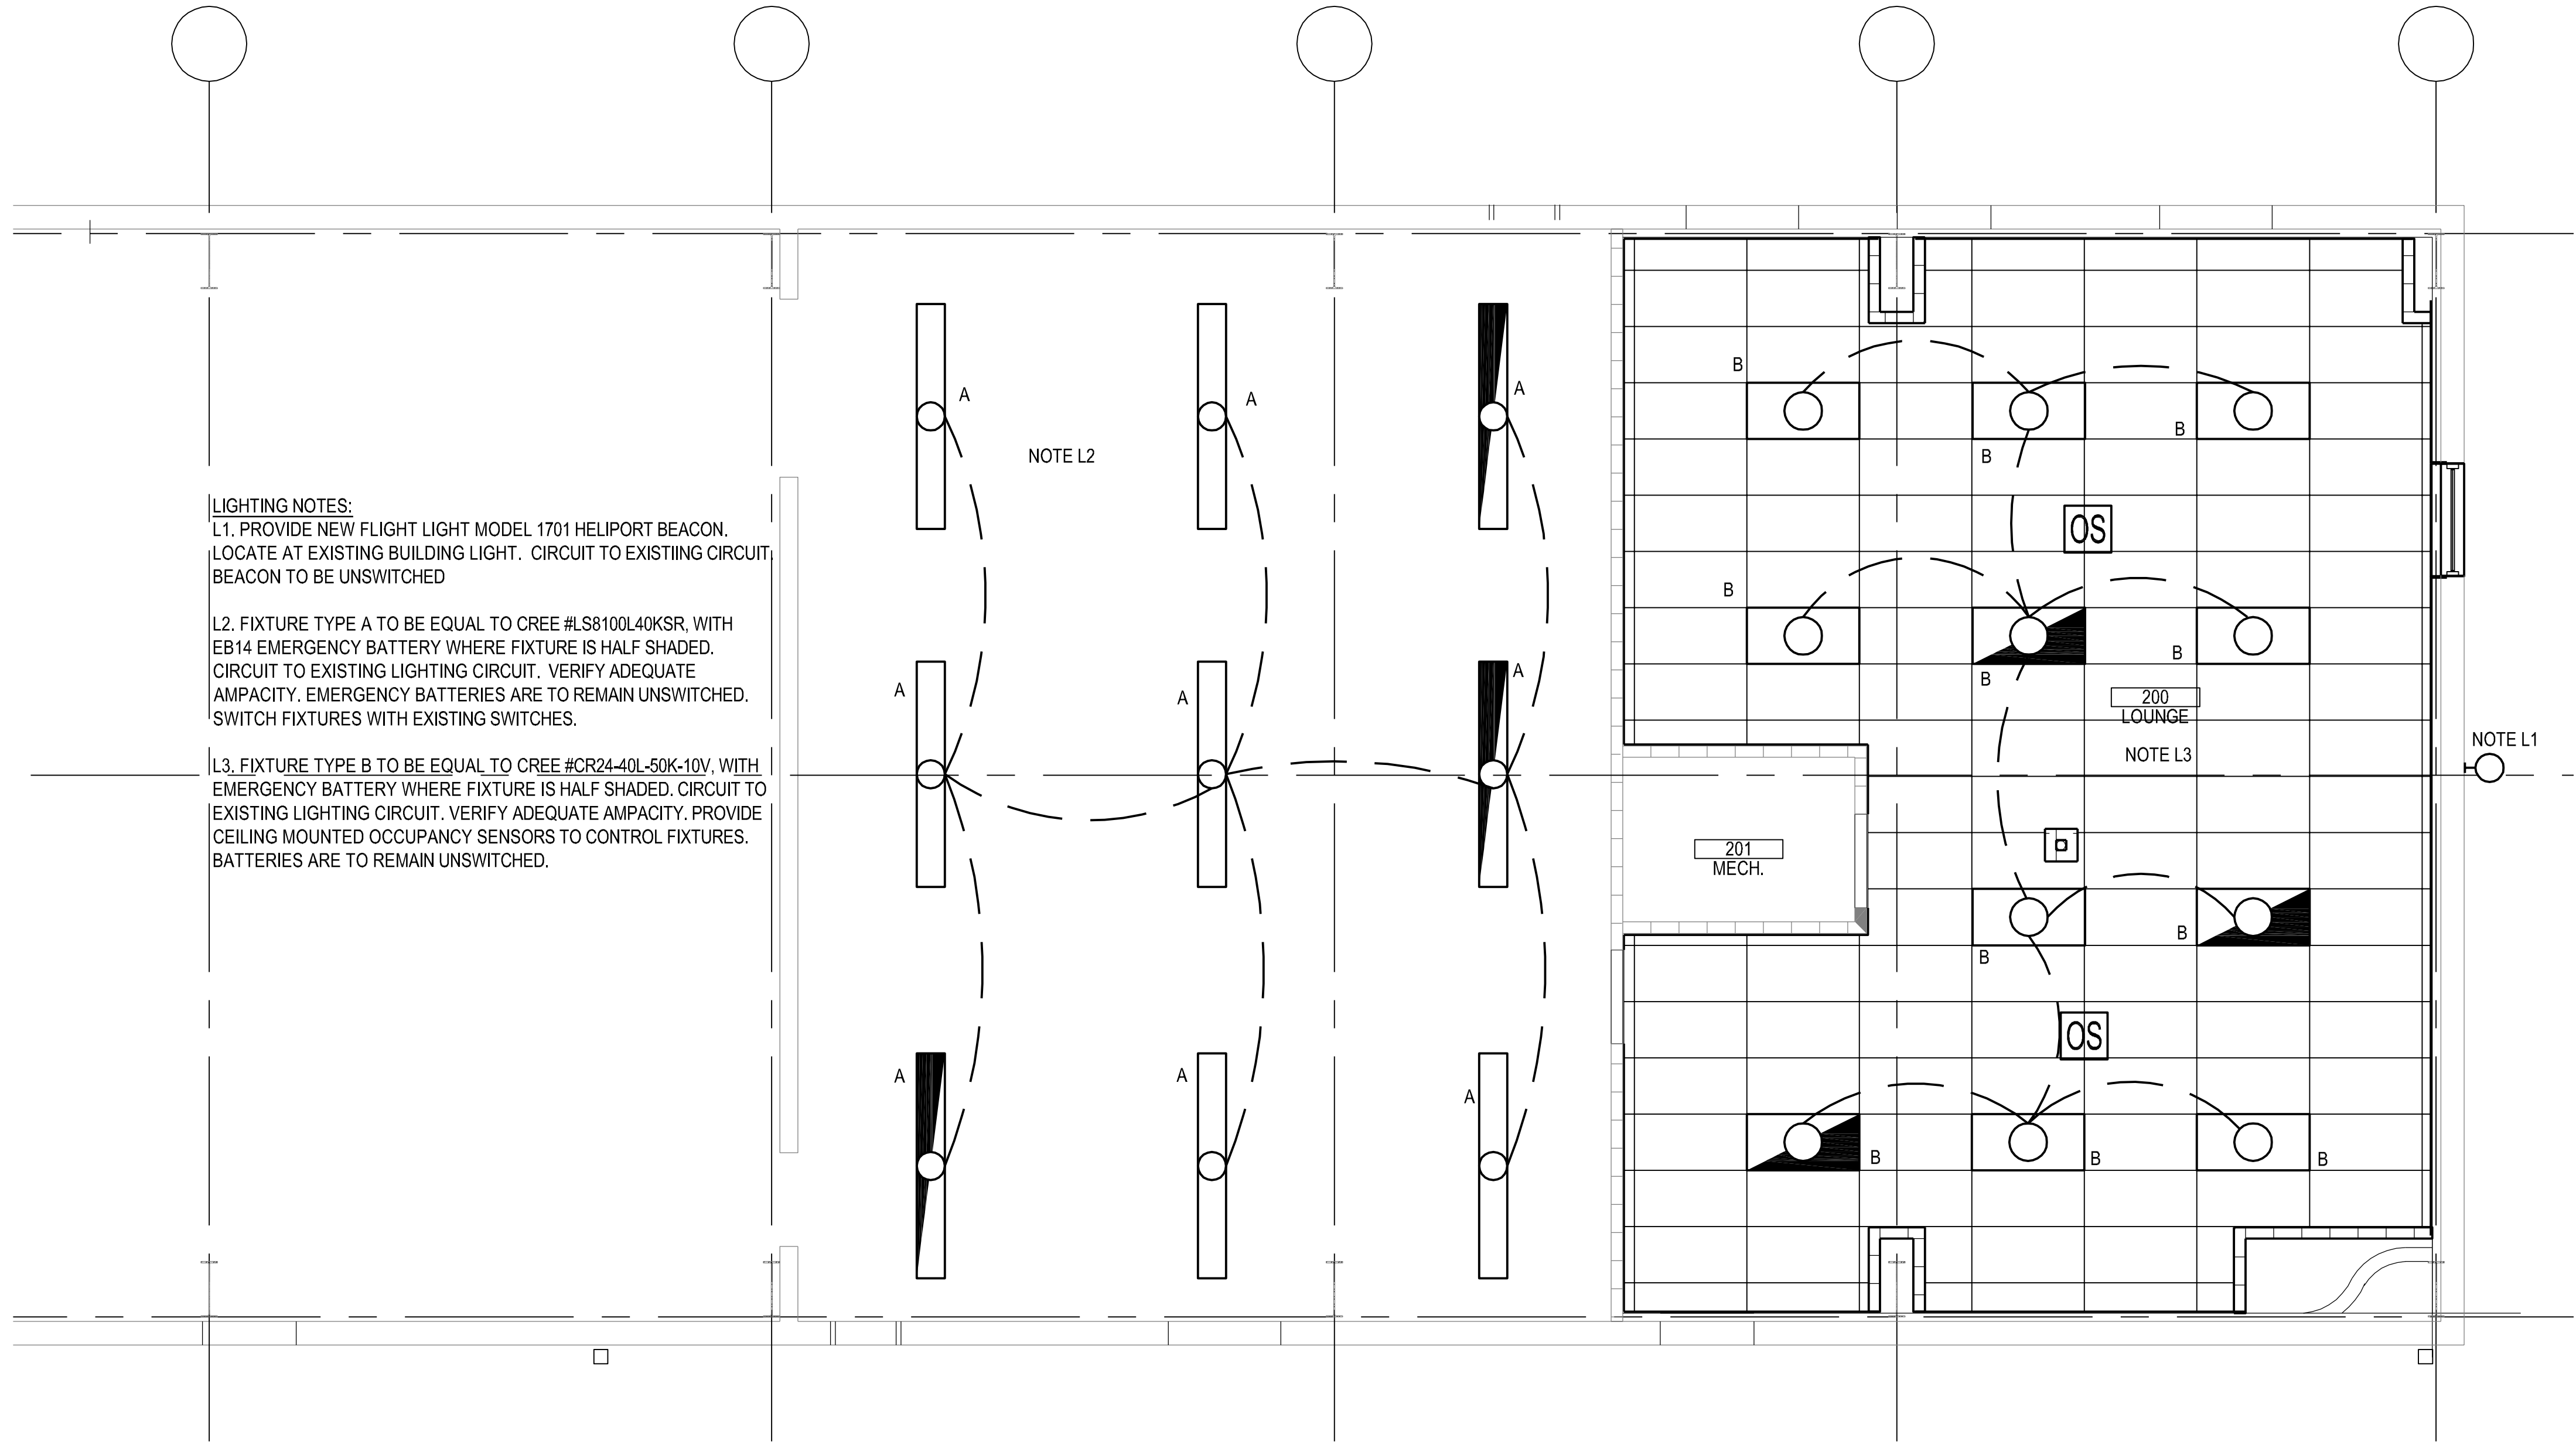 LIGHTING NOTES:
L1. PROVIDE NEW FLIGHT LIGHT MODEL 1701 HELIPORT BEACON.
LOCATE AT EXISTING BUILDING LIGHT. CIRCUIT TO EXISTIING CIRCUIT.
BEACON TO BE UNSWITCHED
L2. FIXTURE TYPE A TO BE EQUAL TO CREE #LS8100L40KSR, WITH
EB14 EMERGENCY BATTERY WHERE FIXTURE IS HALF SHADED.
CIRCUIT TO EXISTING LIGHTING CIRCUIT. VERIFY ADEQUATE
AMPACITY. EMERGENCY BATTERIES ARE TO REMAIN UNSWITCHED.
SWITCH FIXTURES WITH EXISTING SWITCHES.
L3. FIXTURE TYPE B TO BE EQUAL TO CREE #CR24-40L-50K-10V, WITH
EMERGENCY BATTERY WHERE FIXTURE IS HALF SHADED. CIRCUIT TO
EXISTING LIGHTING CIRCUIT. VERIFY ADEQUATE AMPACITY. PROVIDE
CEILING MOUNTED OCCUPANCY SENSORS TO CONTROL FIXTURES.
BATTERIES ARE TO REMAIN UNSWITCHED.
A
A
A
NOTE L2
A
A
A
A
A
A
B
B
B
OS
B
B
B
200
LOUNGE
NOTE L3
NOTE L1
201
MECH.
B
B
OS
B
B
B